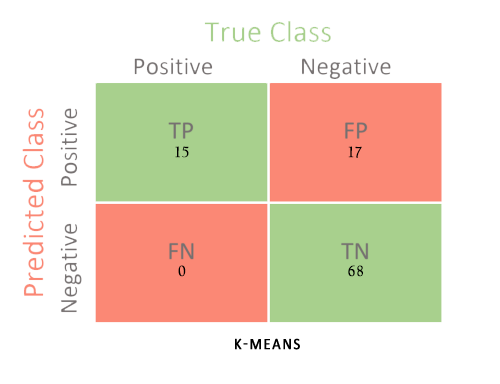 True Class
Positive Negative
Predicted Class
Positive
TP
15
FP
17
Negative
FN
0
TN
68
K-MEANS